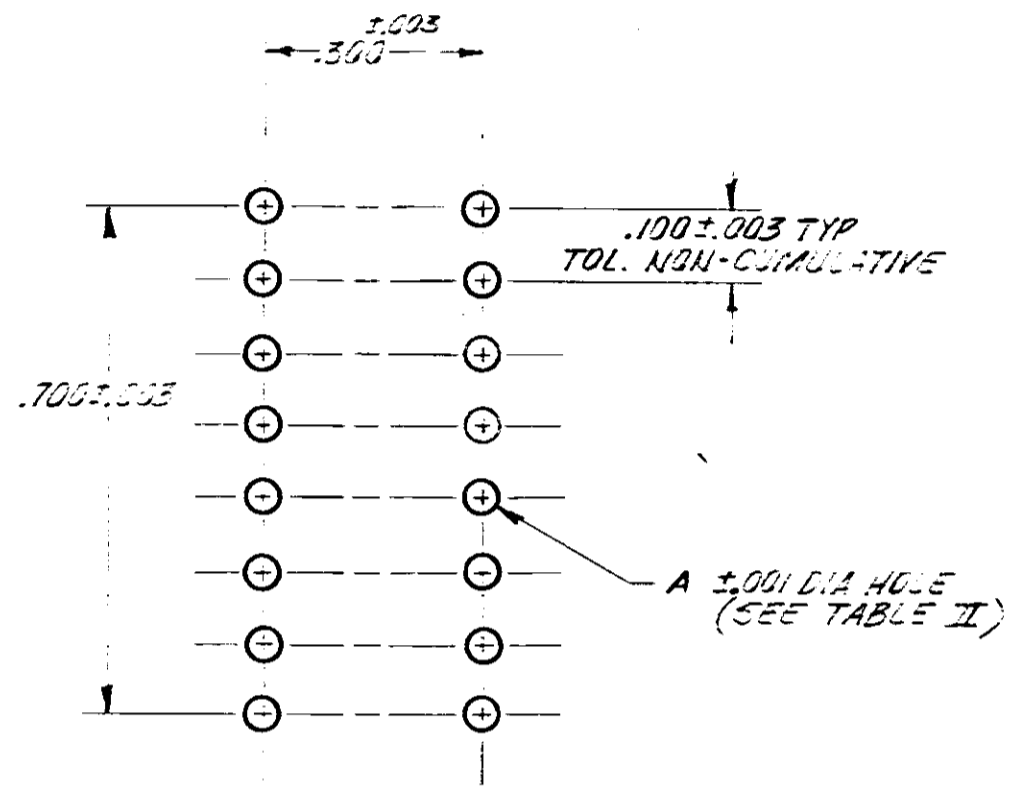 ±.003
.300
.100 ±.003 TYP
TOL. NON-CUMULATIVE
.700±.003
A ±.001 DIA HOLE
(SEE TABLE II)